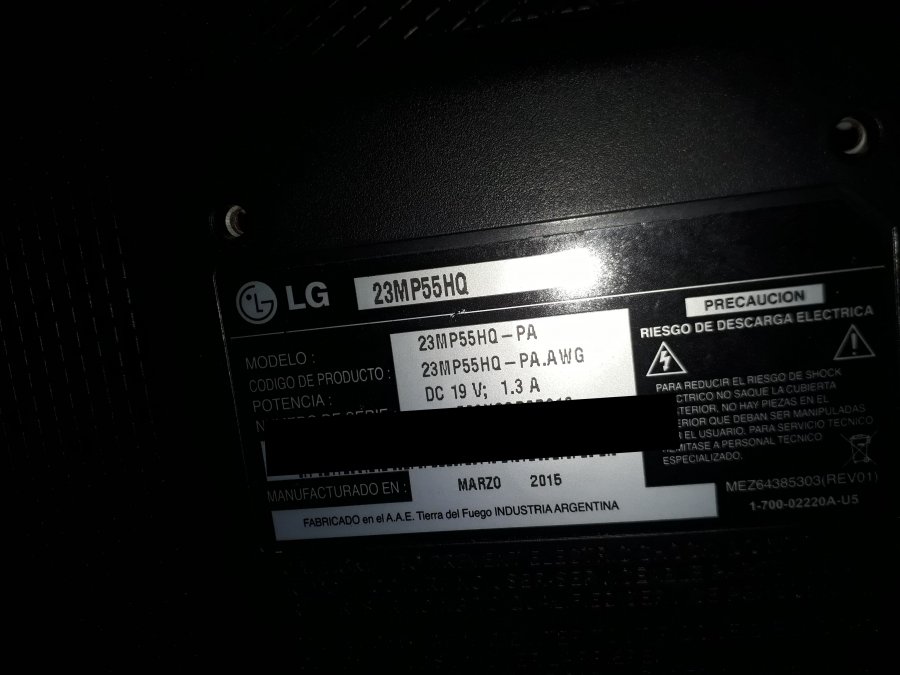 LG 23MP55HQ
MODELO : 23MP55HQ-PA
CODIGO DE PRODUCTO : 23MP55HQ-PA.AWG
POTENCIA : DC 19 V; 1.3 A
MANUFACTURADO EN : MARZO 2015
FABRICADO en el A.A.E. Tierra del Fuego INDUSTRIA ARGENTINA
PRECAUCION
RIESGO DE DESCARGA ELECTRICA
PARA REDUCIR EL RIESGO DE SHOCK
NO SAQUE LA CUBIERTA
NO HAY PIEZAS EN EL
QUE DEBAN SER MANIPULADAS
EL USUARIO. PARA SERVICIO TECNICO
A PERSONAL TECNICO
ESPECIALIZADO.
MEZ64385303(REV01)
1-700-02220A-US